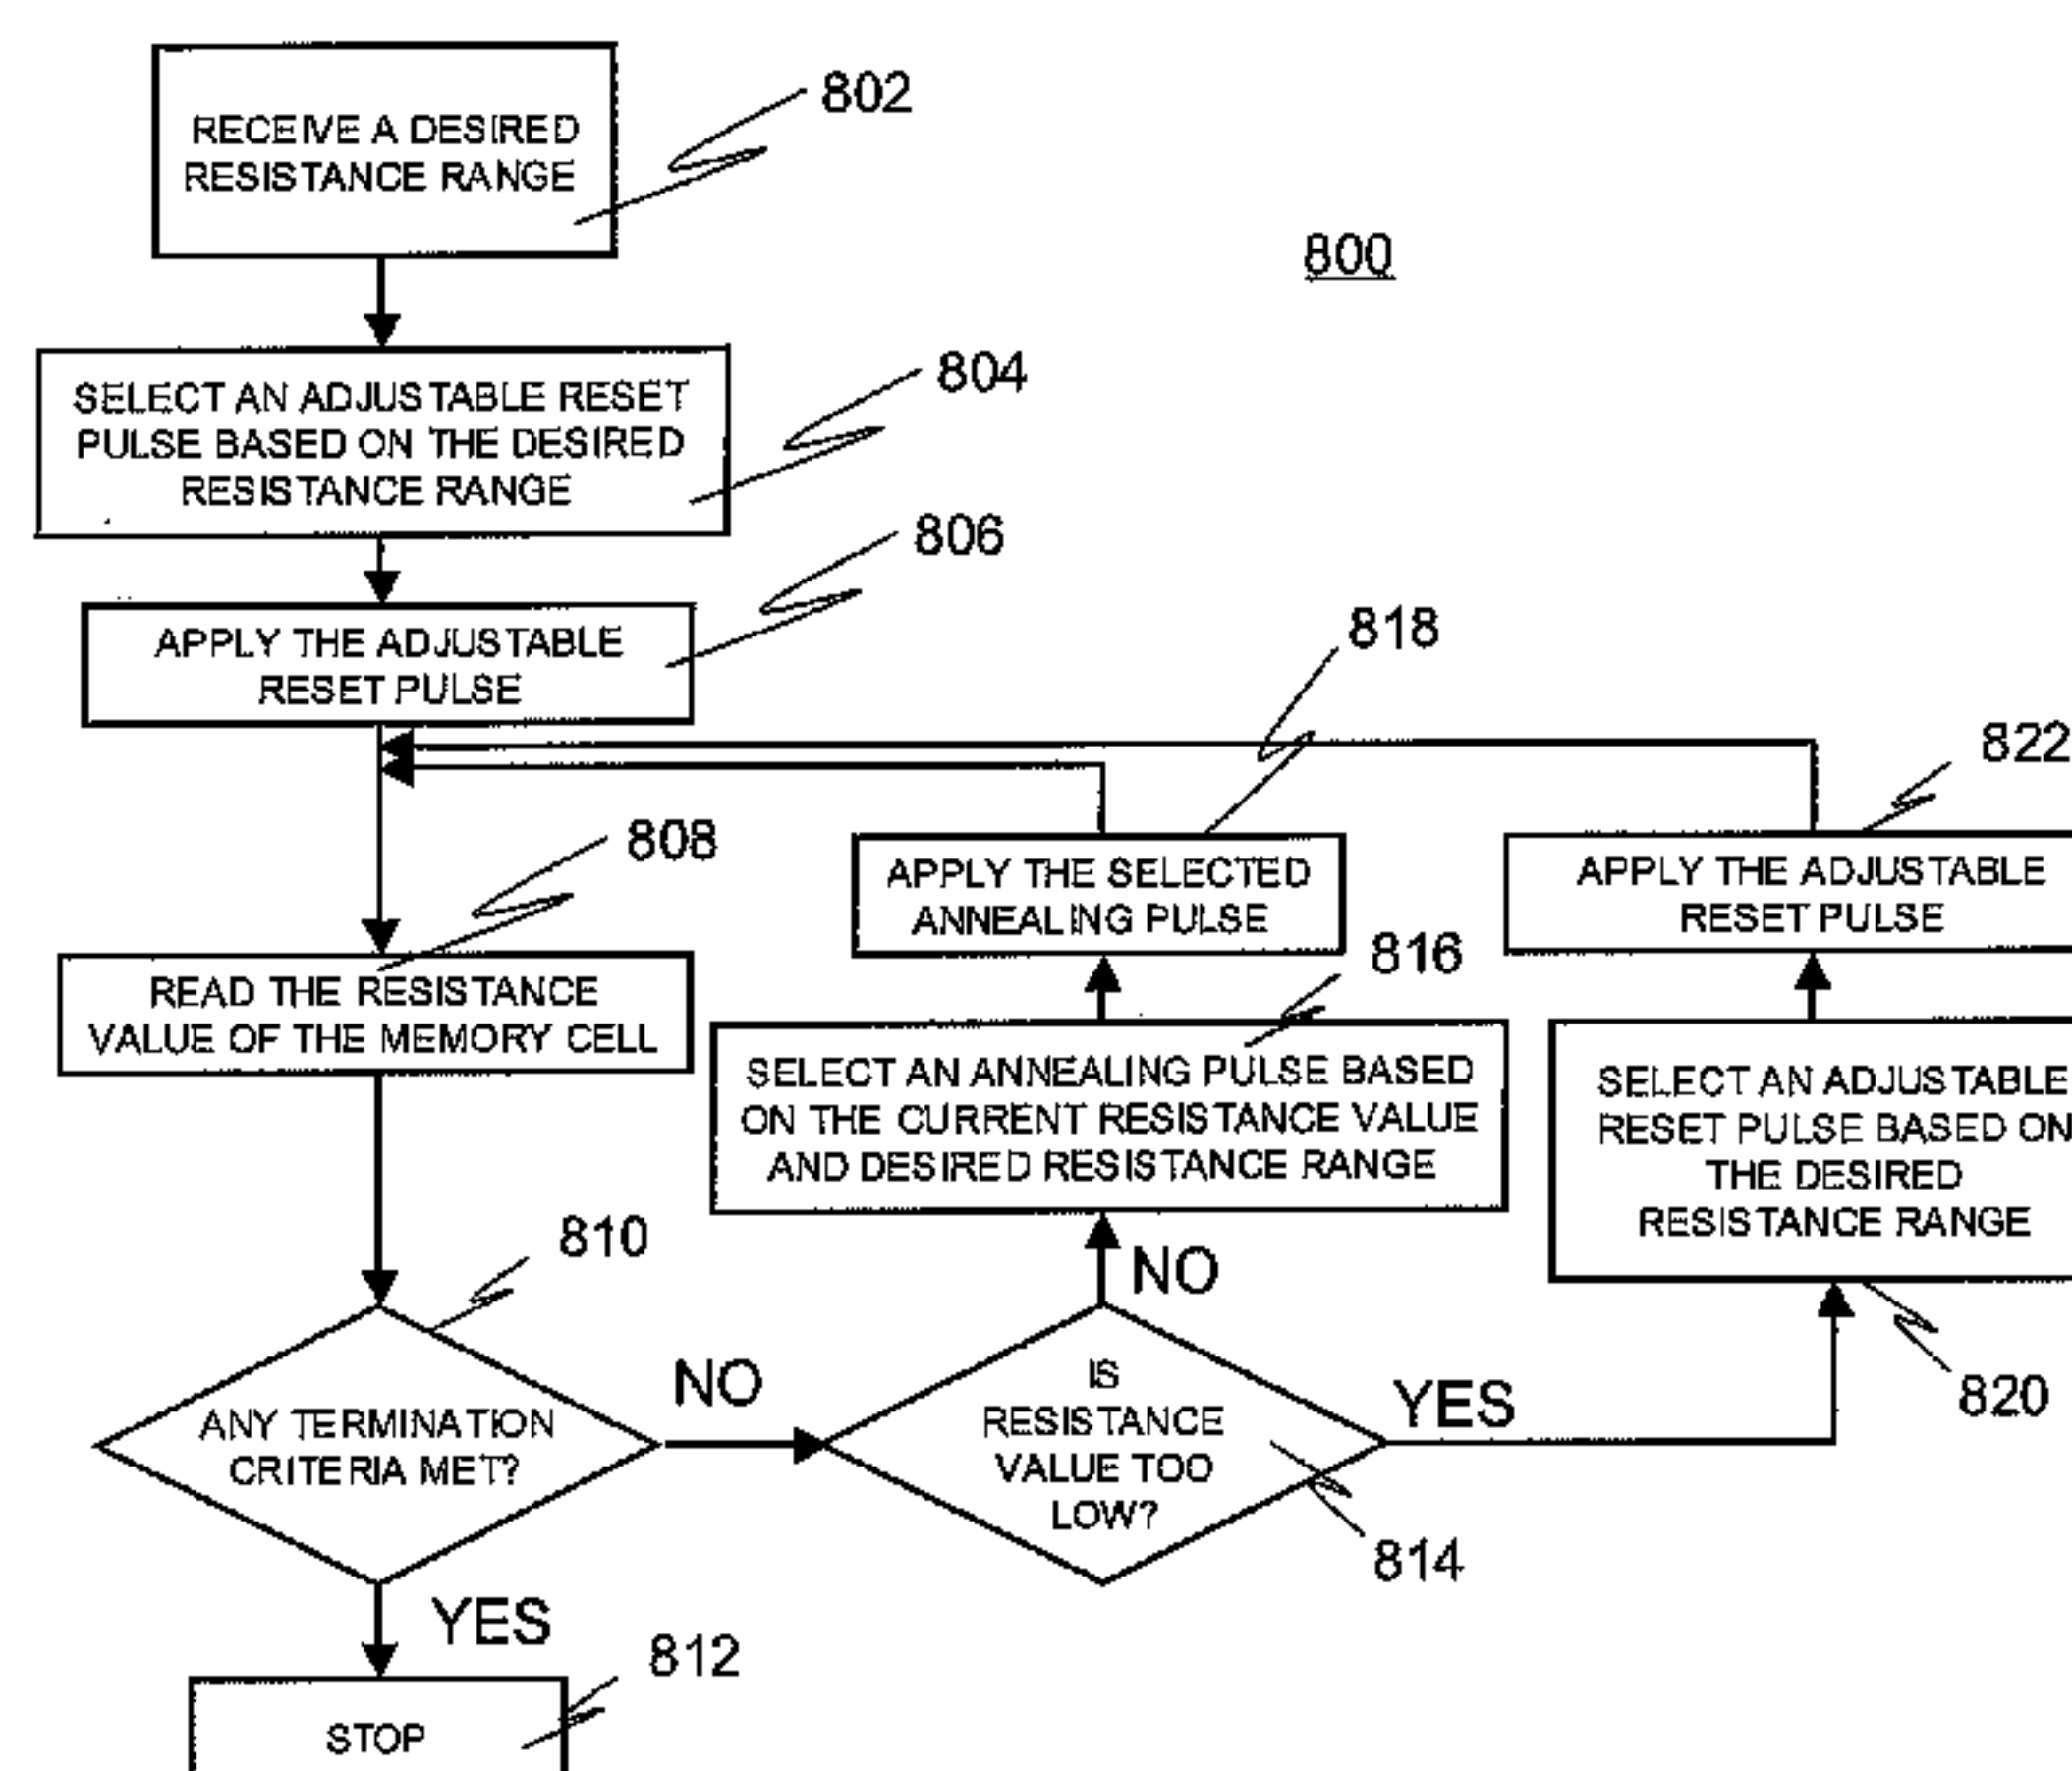 RECEIVE A DESIRED
RESISTANCE RANGE
802
800
SELECT AN ADJUSTABLE RESET
PULSE BASED ON THE DESIRED
RESISTANCE RANGE
804
APPLY THE ADJUSTABLE
RESET PULSE
806
818
822
808
READ THE RESISTANCE
VALUE OF THE MEMORY CELL
APPLY THE SELECTED
ANNEALING PULSE
APPLY THE ADJUSTABLE
RESET PULSE
816
SELECT AN ANNEALING PULSE BASED
ON THE CURRENT RESISTANCE VALUE
AND DESIRED RESISTANCE RANGE
SELECT AN ADJUSTABLE
RESET PULSE BASED ON
THE DESIRED
RESISTANCE RANGE
820
810
ANY TERMINATION
CRITERIA MET?
NO
IS
RESISTANCE
VALUE TOO
LOW?
NO
YES
814
YES
812
STOP